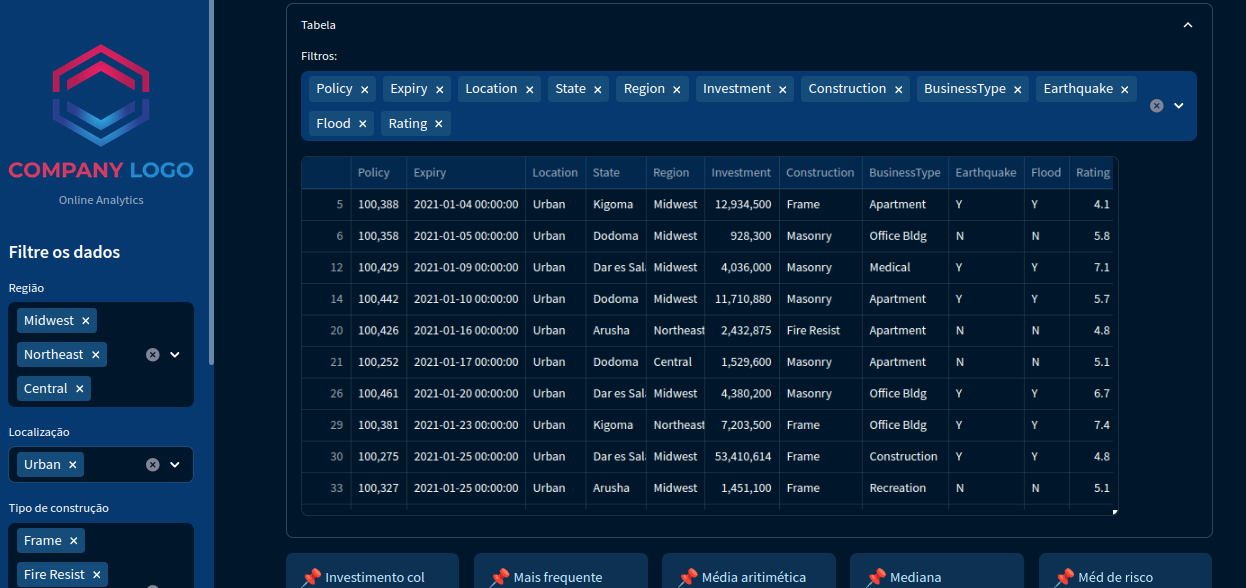 COMPANY LOGO
Online Analytics
Filtre os dados
Região
Midwest
Northeast
Central
Localização
Urban
Tipo de construção
Frame
Fire Resist
Tabela
Filtros:
Policy Expiry Location State Region Investment Construction BusinessType Earthquake
Flood Rating
Policy Expiry Location State Region Investment Construction BusinessType Earthquake Flood Rating
5 100,388 2021-01-04 00:00:00 Urban Kigoma Midwest 12,934,500 Frame Apartment Y Y 4.1
6 100,358 2021-01-05 00:00:00 Urban Dodoma Midwest 928,300 Masonry Office Bldg N N 5.8
12 100,429 2021-01-09 00:00:00 Urban Dar es Sal Midwest 4,036,000 Masonry Medical Y Y 7.1
14 100,442 2021-01-10 00:00:00 Urban Dodoma Midwest 11,710,880 Masonry Apartment Y Y 5.7
20 100,426 2021-01-16 00:00:00 Urban Arusha Northeast 2,432,875 Fire Resist Apartment N N 4.8
21 100,252 2021-01-17 00:00:00 Urban Dodoma Central 1,529,600 Masonry Apartment N N 5.1
26 100,461 2021-01-20 00:00:00 Urban Dar es Sal Midwest 4,380,200 Masonry Office Bldg Y Y 6.7
29 100,381 2021-01-23 00:00:00 Urban Kigoma Northeast 7,203,500 Frame Office Bldg Y Y 7.4
30 100,275 2021-01-25 00:00:00 Urban Dar es Sal Midwest 53,410,614 Frame Construction Y Y 4.8
33 100,327 2021-01-25 00:00:00 Urban Arusha Midwest 1,451,100 Frame Recreation N N 5.1
Investimento col Mais frequente Média aritimética Mediana Méd de risco